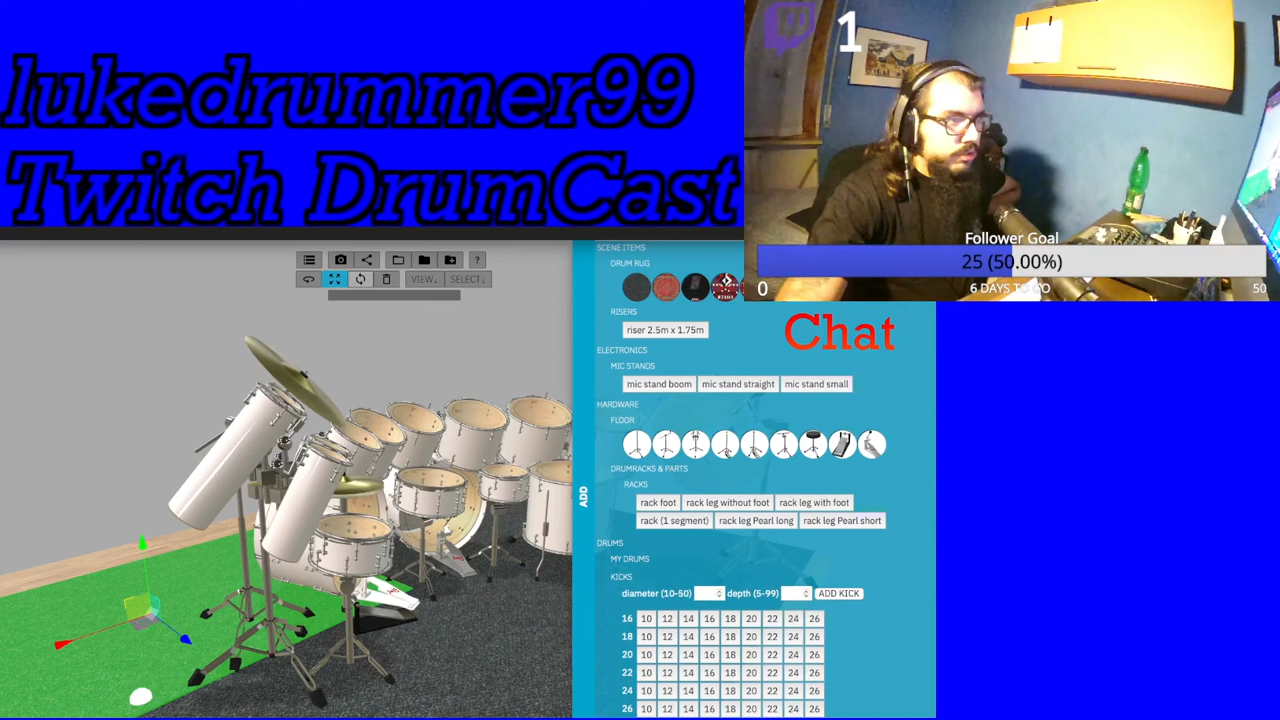 lukedrummer99
Twitch DrumCast
1
Follower Goal
25 (50.00%)
0
6 DAYS TO GO
50
Chat
?
VIEW↓
SELECT↓
ADD
SCENE ITEMS
DRUM RUG
RISERS
riser 2.5m x 1.75m
ELECTRONICS
MIC STANDS
mic stand boom mic stand straight mic stand small
HARDWARE
FLOOR
DRUMRACKS & PARTS
RACKS
rack foot rack leg without foot rack leg with foot
rack (1 segment) rack leg Pearl long rack leg Pearl short
DRUMS
MY DRUMS
KICKS
diameter (10-50) depth (5-99) ADD KICK
16 10 12 14 16 18 20 22 24 26
18 10 12 14 16 18 20 22 24 26
20 10 12 14 16 18 20 22 24 26
22 10 12 14 16 18 20 22 24 26
24 10 12 14 16 18 20 22 24 26
26 10 12 14 16 18 20 22 24 26